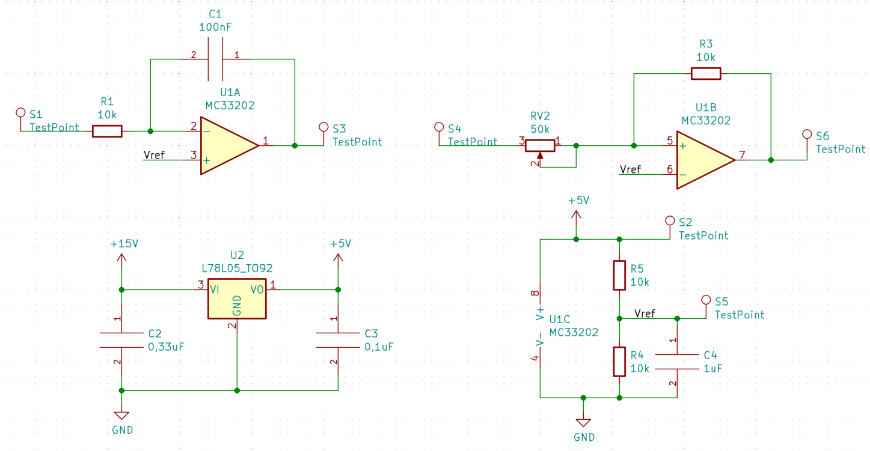 C1
100nF
2
1
U1A
MC33202
S1
TestPoint
R1
10k
2
−
1
Vref
3
+
S3
TestPoint
R3
10k
U1B
MC33202
S4
TestPoint
RV2
50k
3
1
2
5
+
7
Vref
6
−
S6
TestPoint
+15V
U2
L78L05_TO92
+5V
3
VI
VO
1
GND
2
1
C2
0,33uF
2
1
C3
0,1uF
2
GND
+5V
S2
TestPoint
8
V+
U1C
MC33202
V-
4
R5
10k
Vref
S5
TestPoint
R4
10k
1
C4
1uF
2
GND